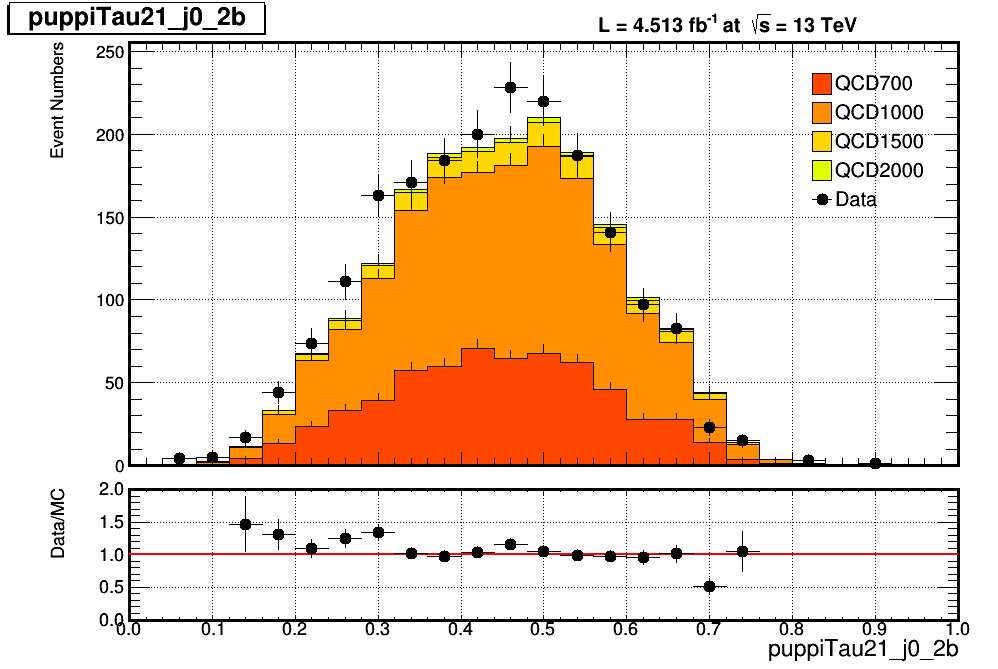 puppiTau21_j0_2b
L = 4.513 fb⁻¹ at √s = 13 TeV
Event Numbers
250
200
150
100
50
0
QCD700
QCD1000
QCD1500
QCD2000
Data
Data/MC
2.0
1.5
1.0
0.5
0.0
0.0 0.1 0.2 0.3 0.4 0.5 0.6 0.7 0.8 0.9 1.0
puppiTau21_j0_2b